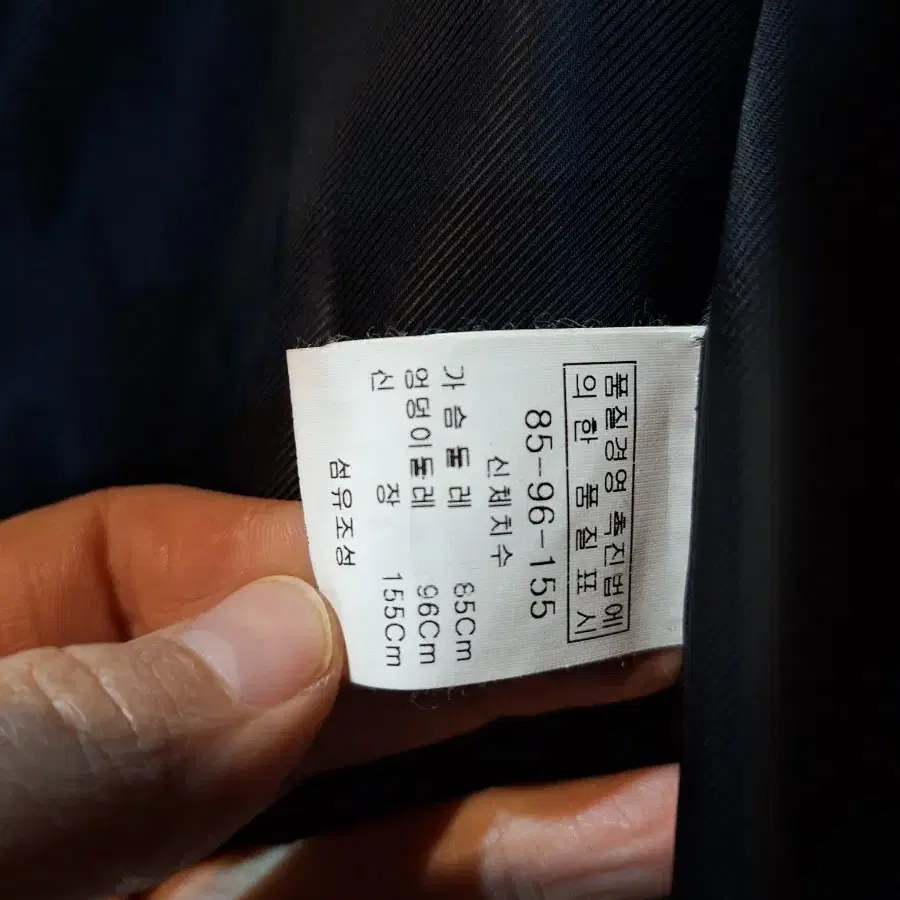 품질경영 촉진법에
의한 품질표시
85-96-155
신체치수
가슴둘레 85Cm
엉덩이둘레 96Cm
신장 155Cm
섬유조성